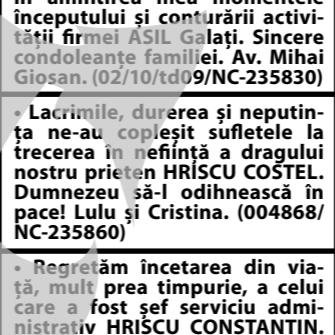 în amintirea mea momentele
începutului și conturării activi-
tății firmei ASIL Galați. Sincere
condoleanțe familiei. Av. Mihai
Gioșan. (02/10/td09/NC-235830)
• Lacrimile, durerea și neputin-
ța ne-au copleșit sufletele la
trecerea în neființă a dragului
nostru prieten HRISCU COSTEL.
Dumnezeu să-l odihnească în
pace! Lulu și Cristina. (004868/
NC-235860)
• Regretăm încetarea din via-
ță, mult prea timpurie, a celui
care a fost șef serviciu admi-
nistrativ HRIȘCU CONSTANTIN,